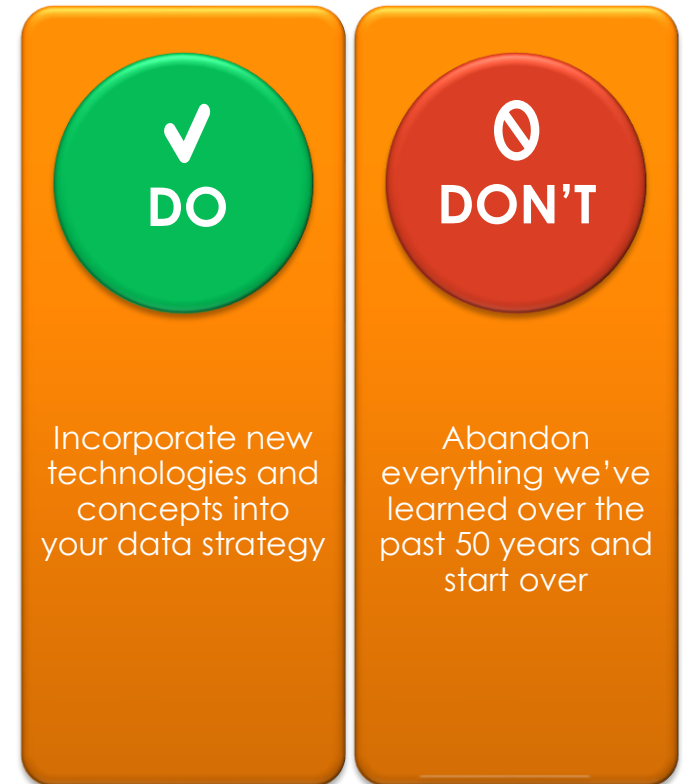 DO
Incorporate new
technologies and
concepts into
your data strategy
DON’T
Abandon
everything we’ve
learned over the
past 50 years and
start over